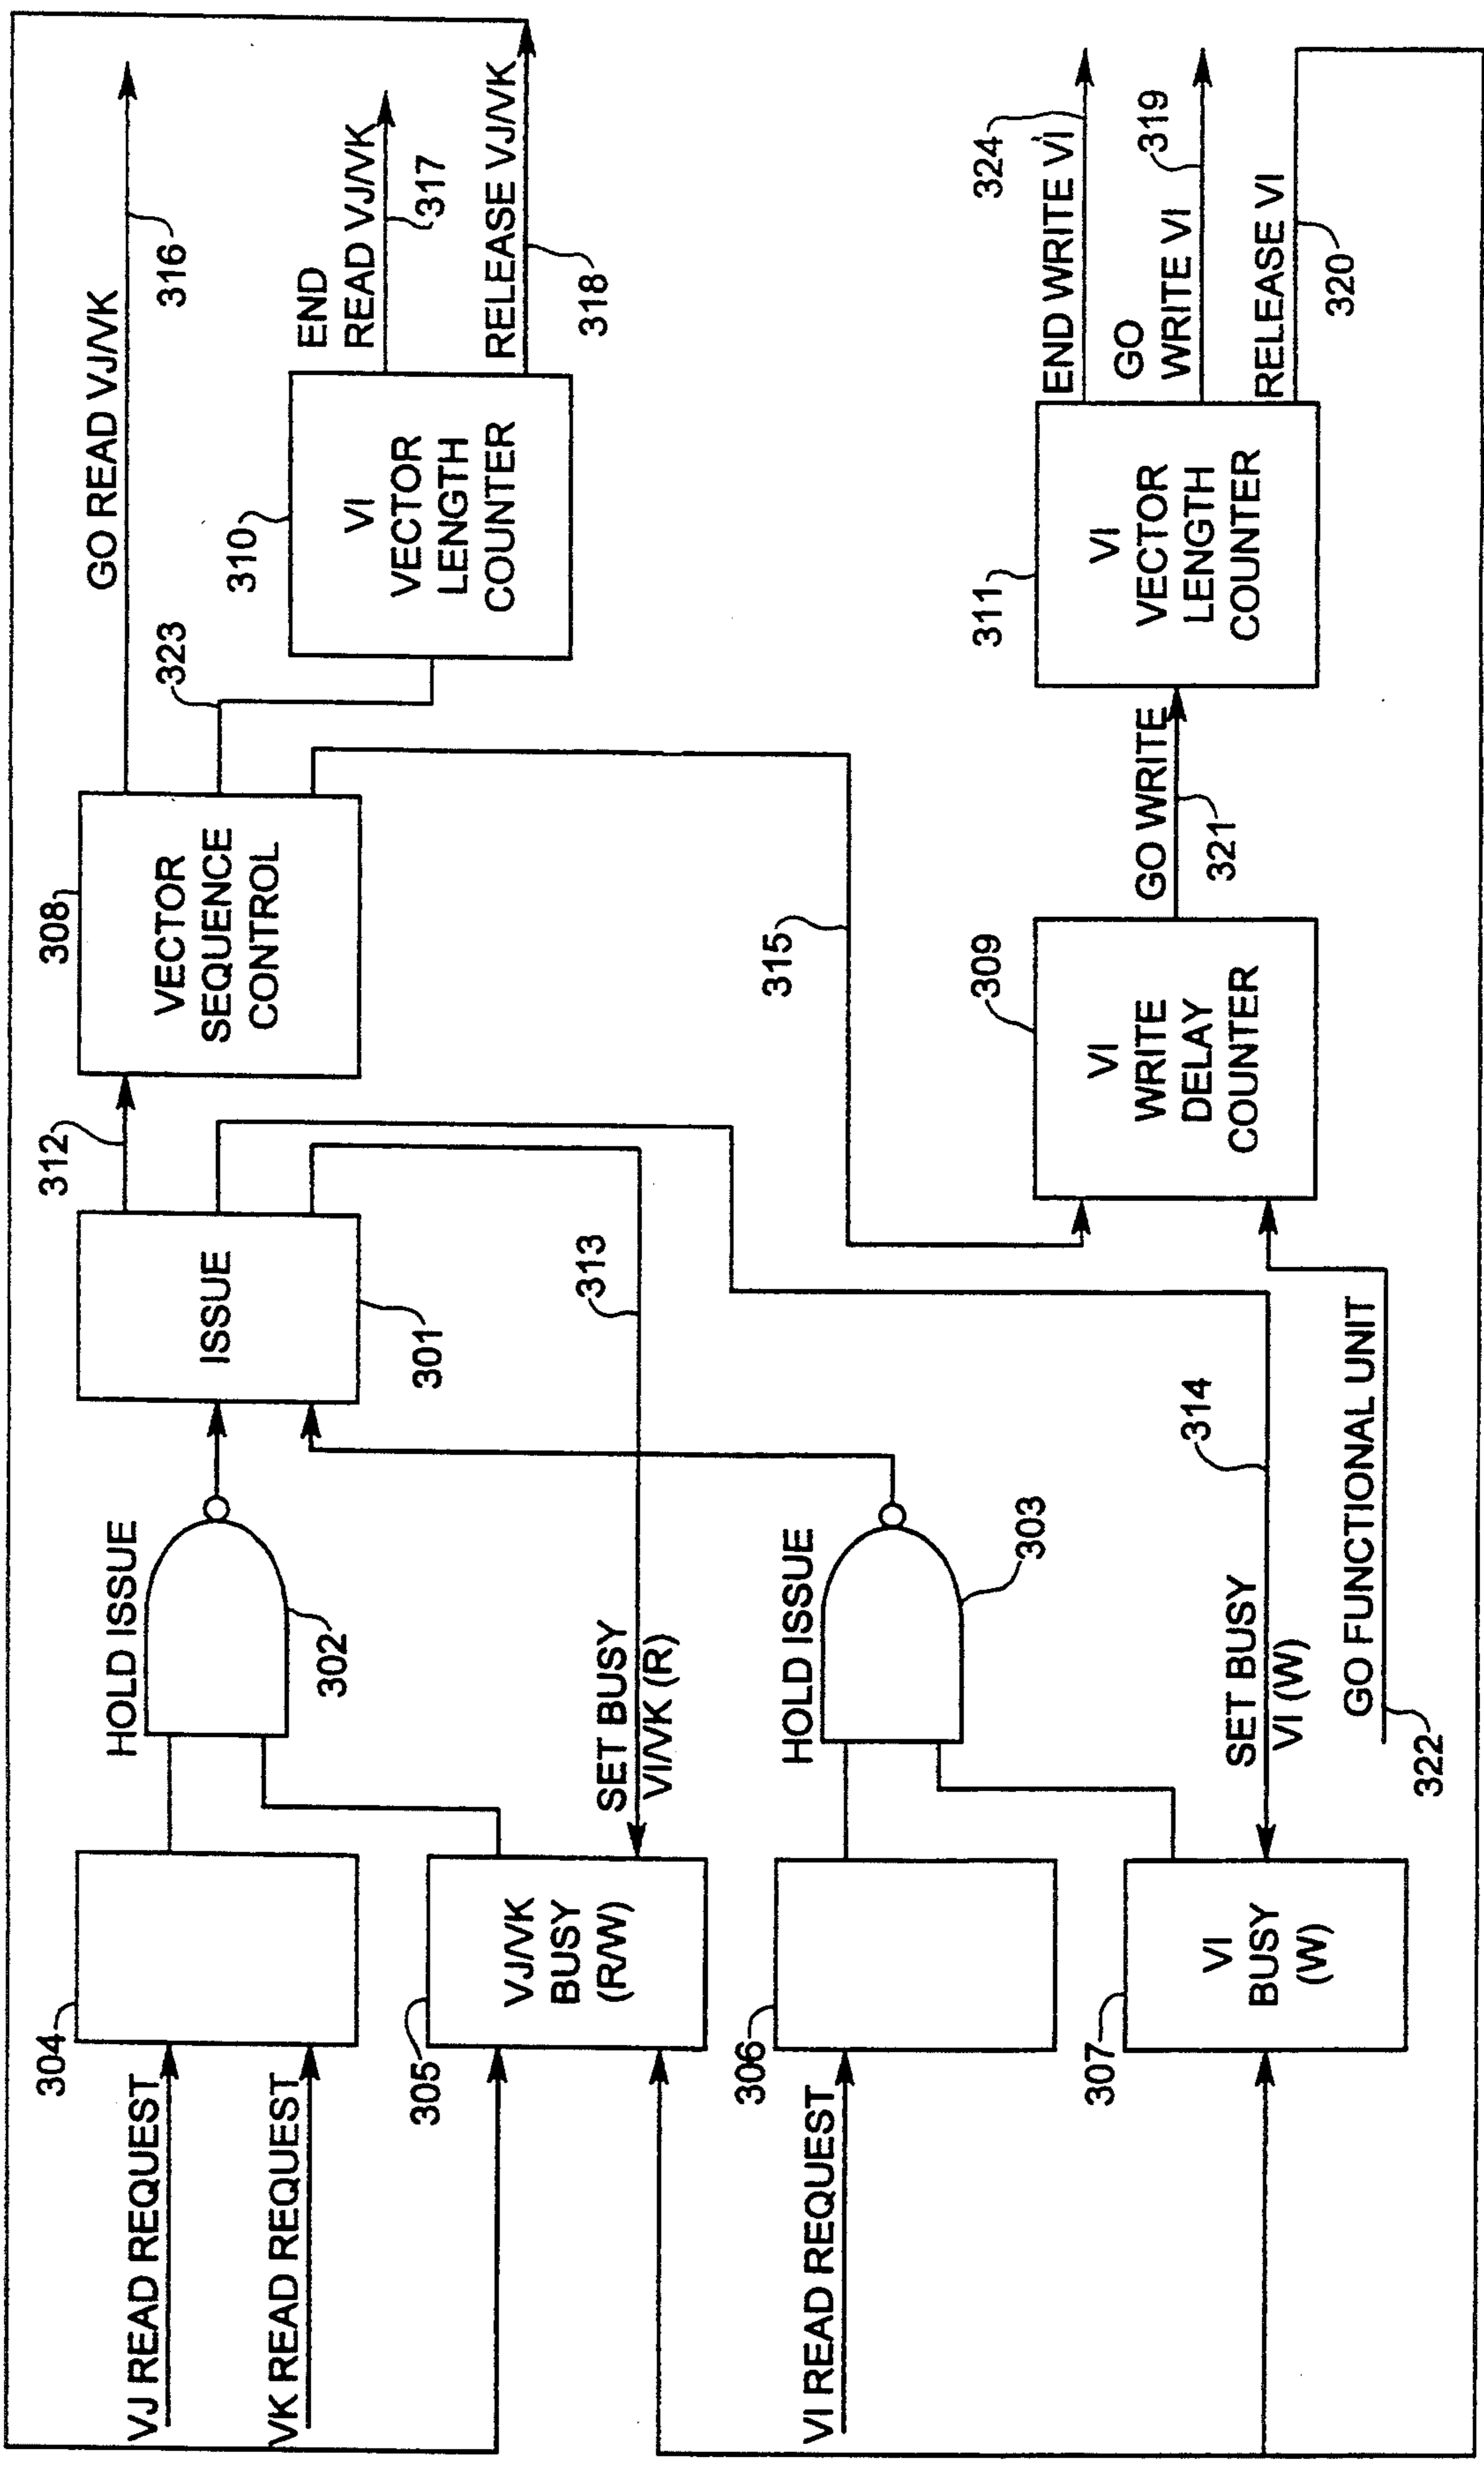 VJ READ REQUEST
VK READ REQUEST
304
HOLD ISSUE
302
ISSUE
301
312
308
VECTOR
SEQUENCE
CONTROL
GO READ VJ/VK
316
323
310
VI
VECTOR
LENGTH
COUNTER
END
READ VJ/VK
317
RELEASE VJ/VK
318
305
VJ/VK
BUSY
(R/W)
SET BUSY
VI/VK (R)
313
315
VI READ REQUEST
306
HOLD ISSUE
303
307
VI
BUSY
(W)
SET BUSY
VI (W)
314
322
GO FUNCTIONAL UNIT
309
VI
WRITE
DELAY
COUNTER
GO WRITE
321
311
VI
VECTOR
LENGTH
COUNTER
END WRITE VI
324
GO
WRITE VI
319
RELEASE VI
320